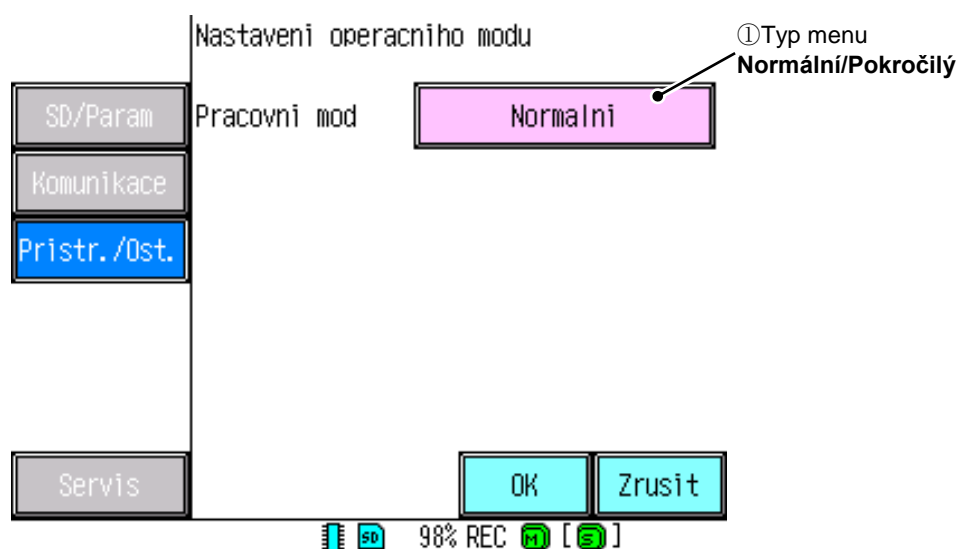 Nastaveni operacniho modu
①Typ menu
Normální/Pokročilý
SD/Param
Pracovni mod
Normalni
Komunikace
Pristr./Ost.
Servis
OK
Zrusit
SD
98% REC M [S]